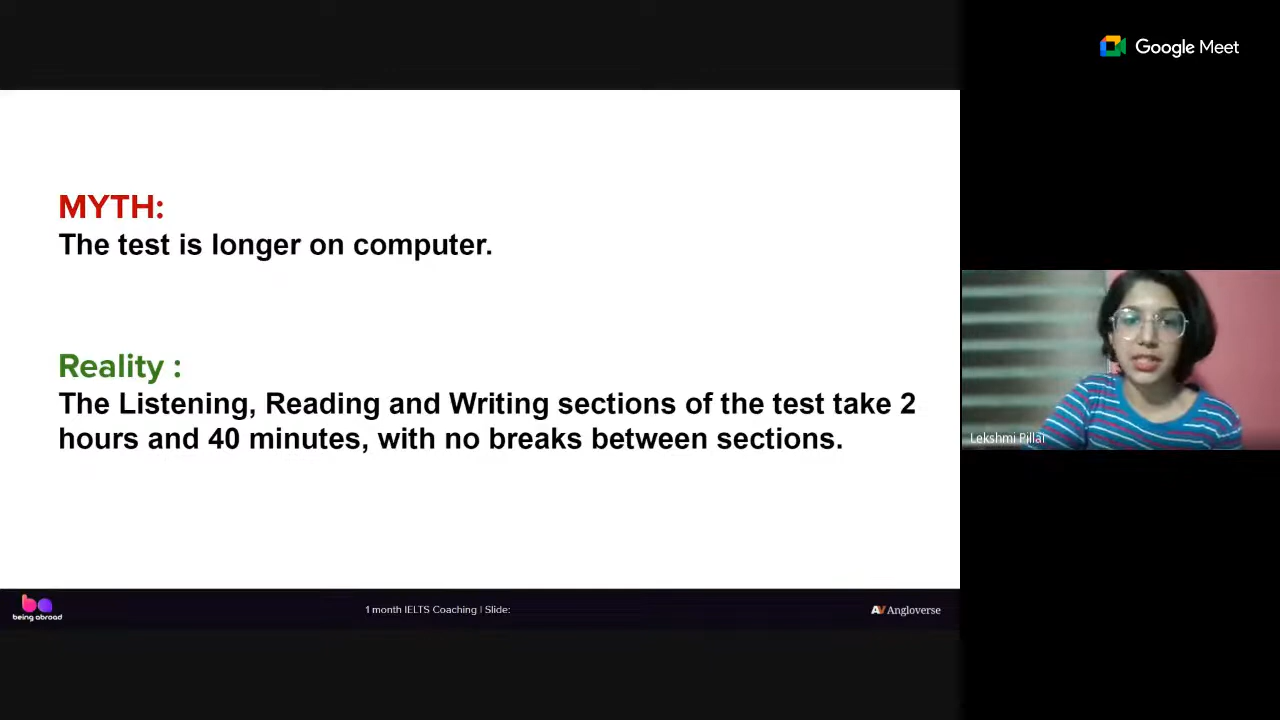 Google Meet
MYTH:
The test is longer on computer.
Reality :
The Listening, Reading and Writing sections of the test take 2
hours and 40 minutes, with no breaks between sections.
Lekshmi Pillai
being abroad
1 month IELTS Coaching | Slide:
AV Angloverse